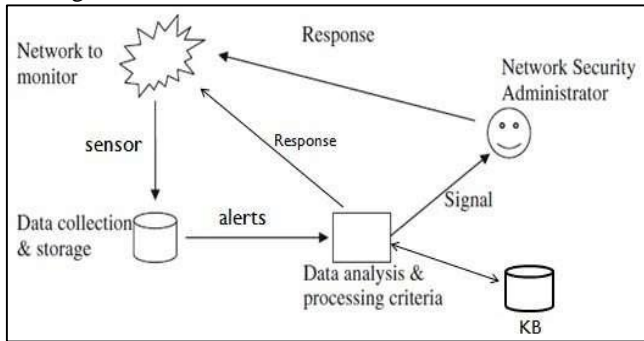 Response
Network to
monitor
Network Security
Administrator
sensor
Response
Signal
Data collection
& storage
alerts
Data analysis &
processing criteria
KB